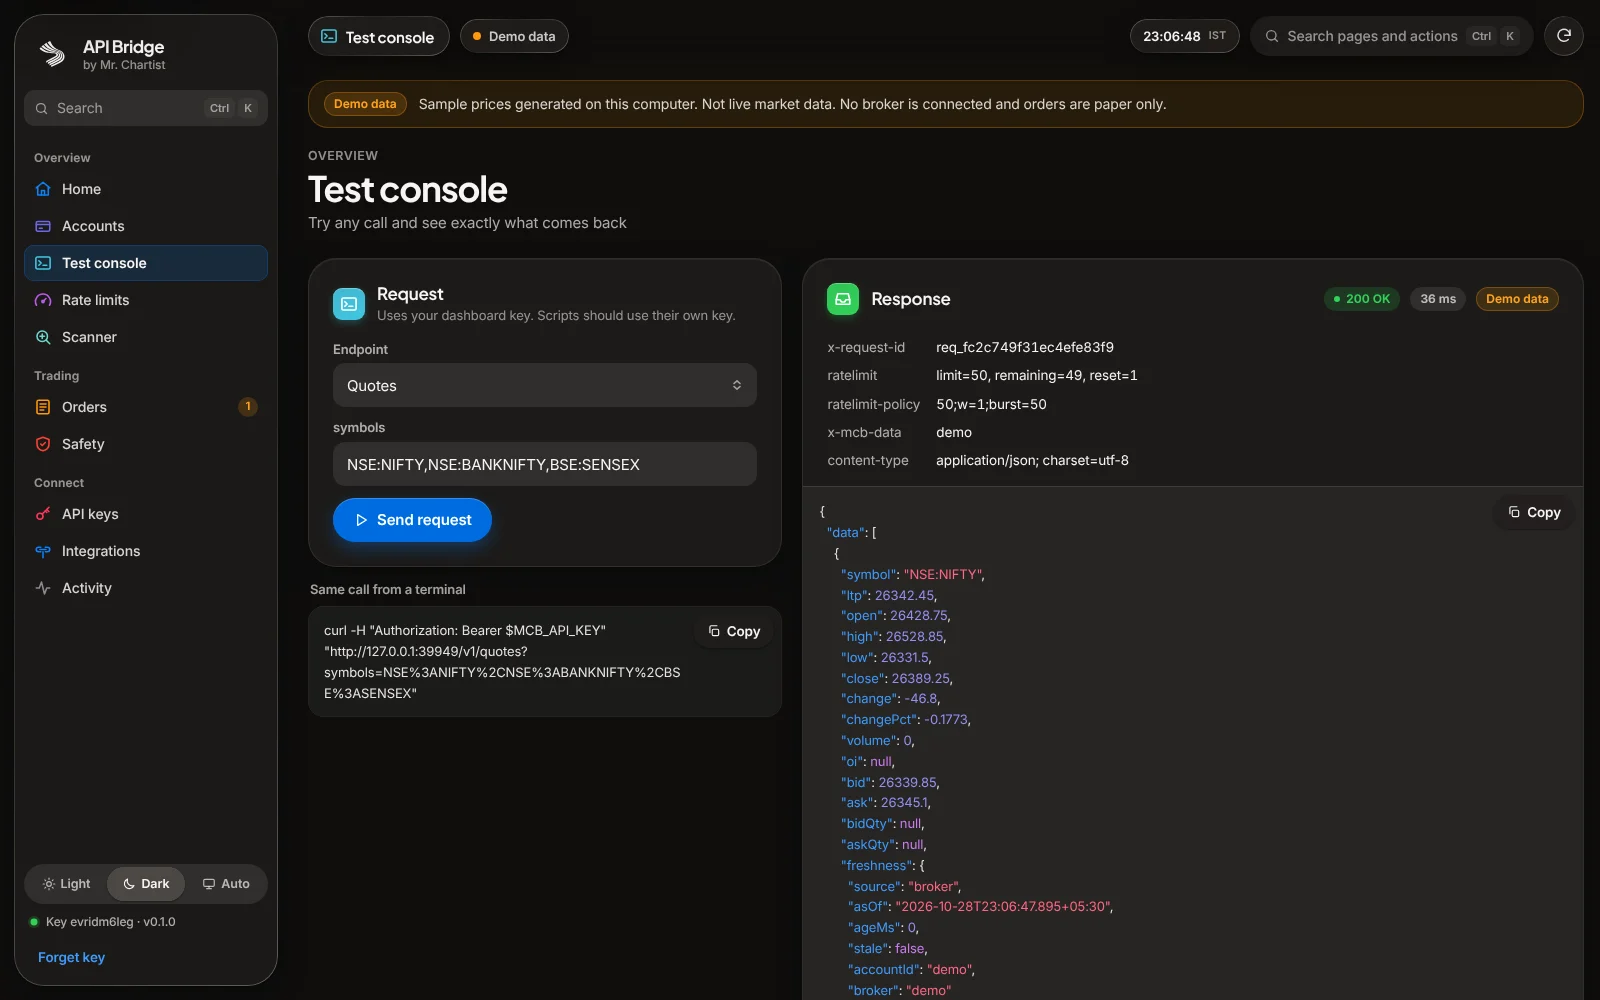 API Bridge
by Mr. Chartist
Search Ctrl K
Overview
Home
Accounts
Test console
Rate limits
Scanner
Trading
Orders 1
Safety
Connect
API keys
Integrations
Activity
Light Dark Auto
Key evridm6leg · v0.1.0
Forget key
Test console Demo data
23:06:48 IST
Search pages and actions Ctrl K
Demo data Sample prices generated on this computer. Not live market data. No broker is connected and orders are paper only.
OVERVIEW
Test console
Try any call and see exactly what comes back
Request
Uses your dashboard key. Scripts should use their own key.
Endpoint
Quotes
symbols
NSE:NIFTY,NSE:BANKNIFTY,BSE:SENSEX
Send request
Same call from a terminal
Copy
curl -H "Authorization: Bearer $MCB_API_KEY"
"http://127.0.0.1:39949/v1/quotes?
symbols=NSE%3ANIFTY%2CNSE%3ABANKNIFTY%2CBS
E%3ASENSEX"
Response 200 OK 36 ms Demo data
x-request-id req_fc2c749f31ec4efe83f9
ratelimit limit=50, remaining=49, reset=1
ratelimit-policy 50;w=1;burst=50
x-mcb-data demo
content-type application/json; charset=utf-8
Copy
{
"data": [
{
"symbol": "NSE:NIFTY",
"ltp": 26342.45,
"open": 26428.75,
"high": 26528.85,
"low": 26331.5,
"close": 26389.25,
"change": -46.8,
"changePct": -0.1773,
"volume": 0,
"oi": null,
"bid": 26339.85,
"ask": 26345.1,
"bidQty": null,
"askQty": null,
"freshness": {
"source": "broker",
"asOf": "2026-10-28T23:06:47.895+05:30",
"ageMs": 0,
"stale": false,
"accountId": "demo",
"broker": "demo"